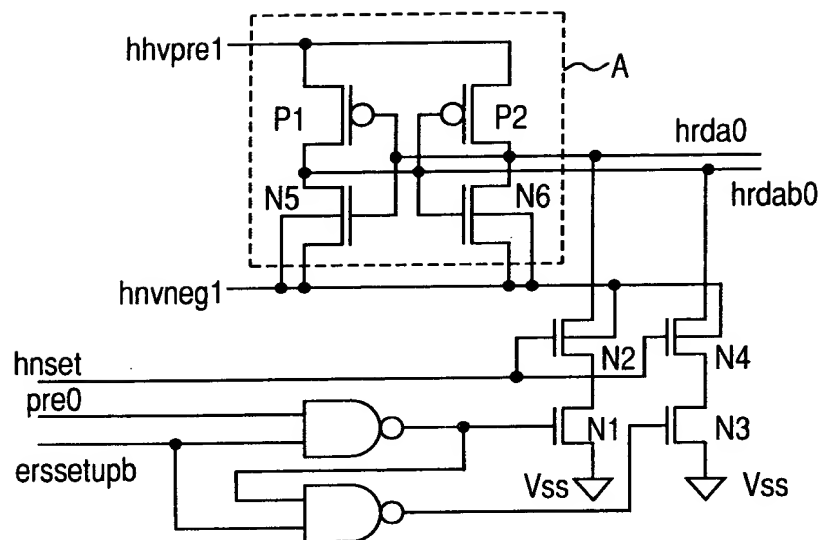 hhvpre1
A
P1
P2
hrda0
N5
N6
hrdab0
hnvneg1
hnset
N2
N4
pre0
N1
N3
erssetupb
Vss
Vss